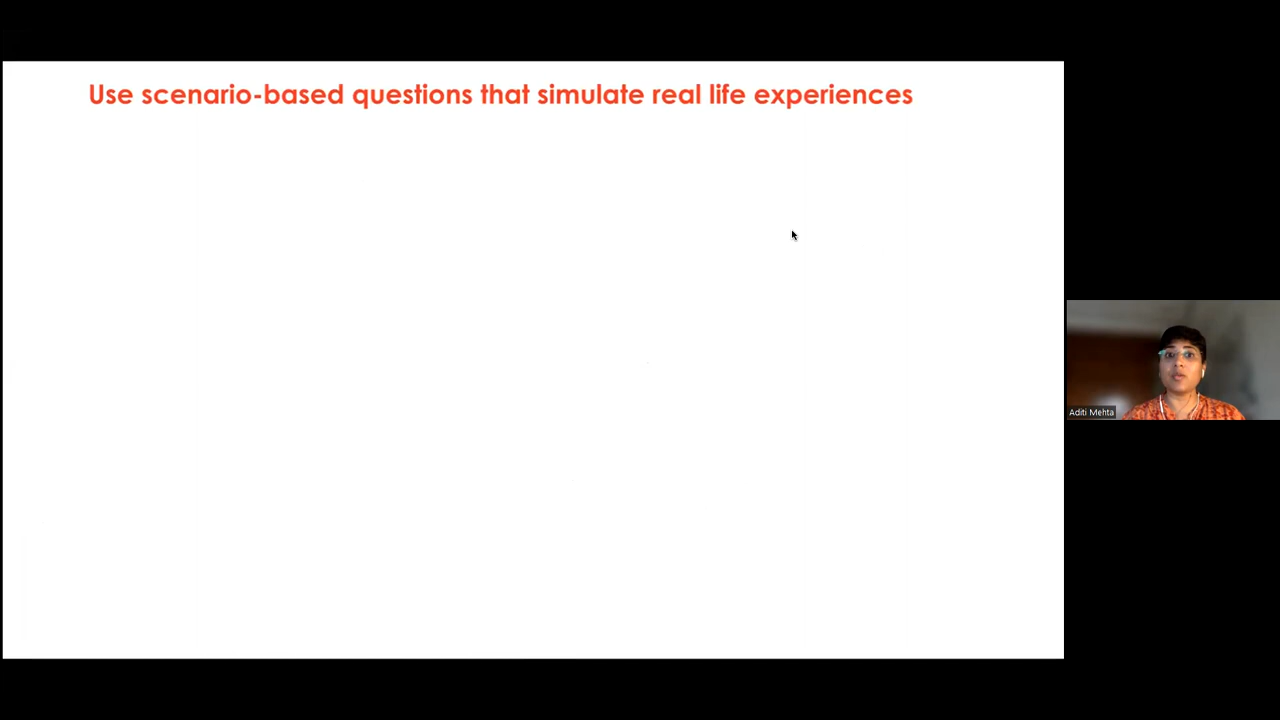 Use scenario-based questions that simulate real life experiences
Aditi Mehta